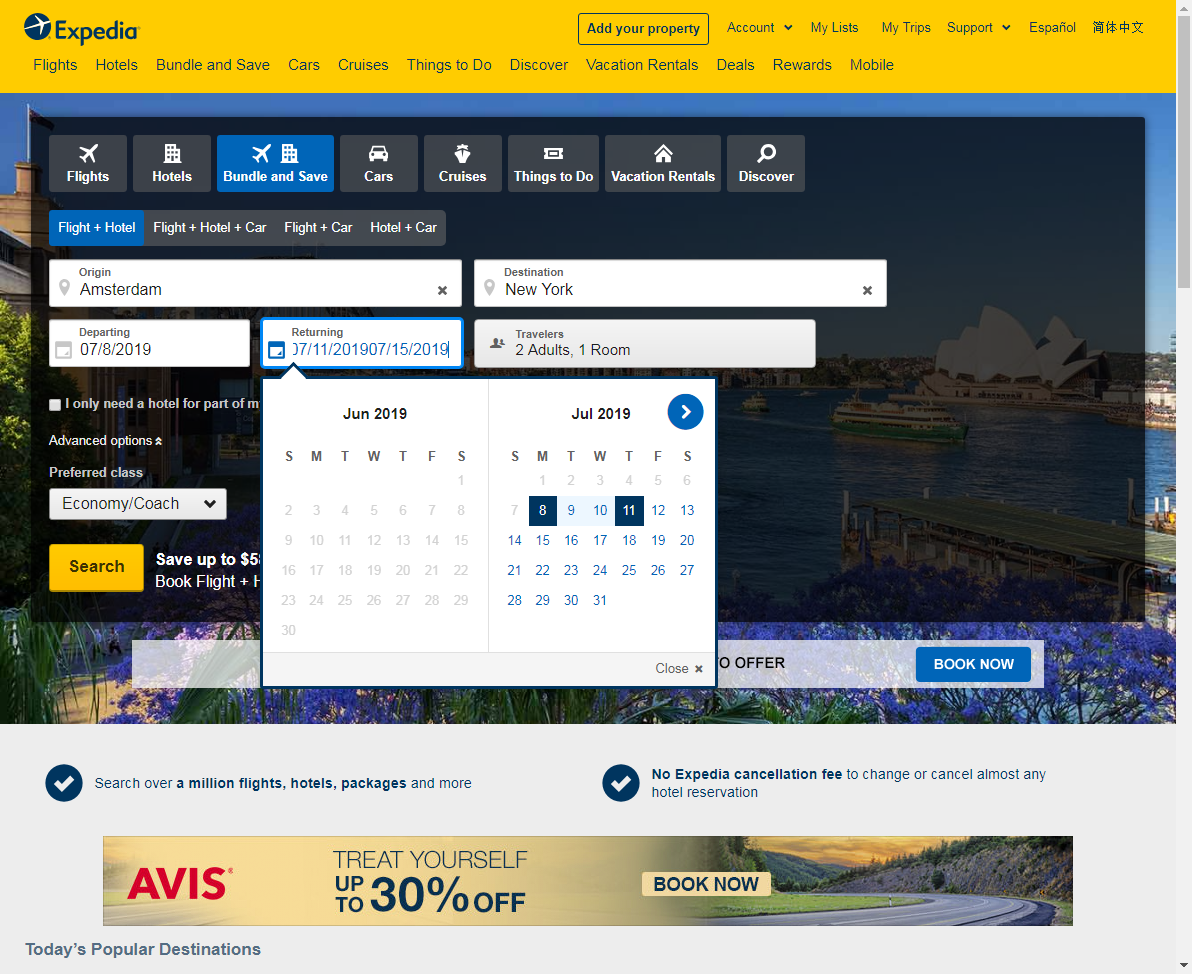 Expedia
Add your property
Account
My Lists
My Trips
Support
Español
简体中文
Flights
Hotels
Bundle and Save
Cars
Cruises
Things to Do
Discover
Vacation Rentals
Deals
Rewards
Mobile
Flights
Hotels
Bundle and Save
Cars
Cruises
Things to Do
Vacation Rentals
Discover
Flight + Hotel
Flight + Hotel + Car
Flight + Car
Hotel + Car
Origin
Amsterdam
Destination
New York
Departing
07/8/2019
Returning
07/11/201907/15/2019
Travelers
2 Adults, 1 Room
I only need a hotel for part of m
Advanced options
Preferred class
Economy/Coach
Search
Save up to $5
Book Flight + H
Jun 2019
S M T W T F S
1
2 3 4 5 6 7 8
9 10 11 12 13 14 15
16 17 18 19 20 21 22
23 24 25 26 27 28 29
30
Jul 2019
S M T W T F S
1 2 3 4 5 6
7 8 9 10 11 12 13
14 15 16 17 18 19 20
21 22 23 24 25 26 27
28 29 30 31
Close
O OFFER
BOOK NOW
Search over a million flights, hotels, packages and more
No Expedia cancellation fee to change or cancel almost any
hotel reservation
AVIS
TREAT YOURSELF
UP TO 30% OFF
BOOK NOW
Today's Popular Destinations